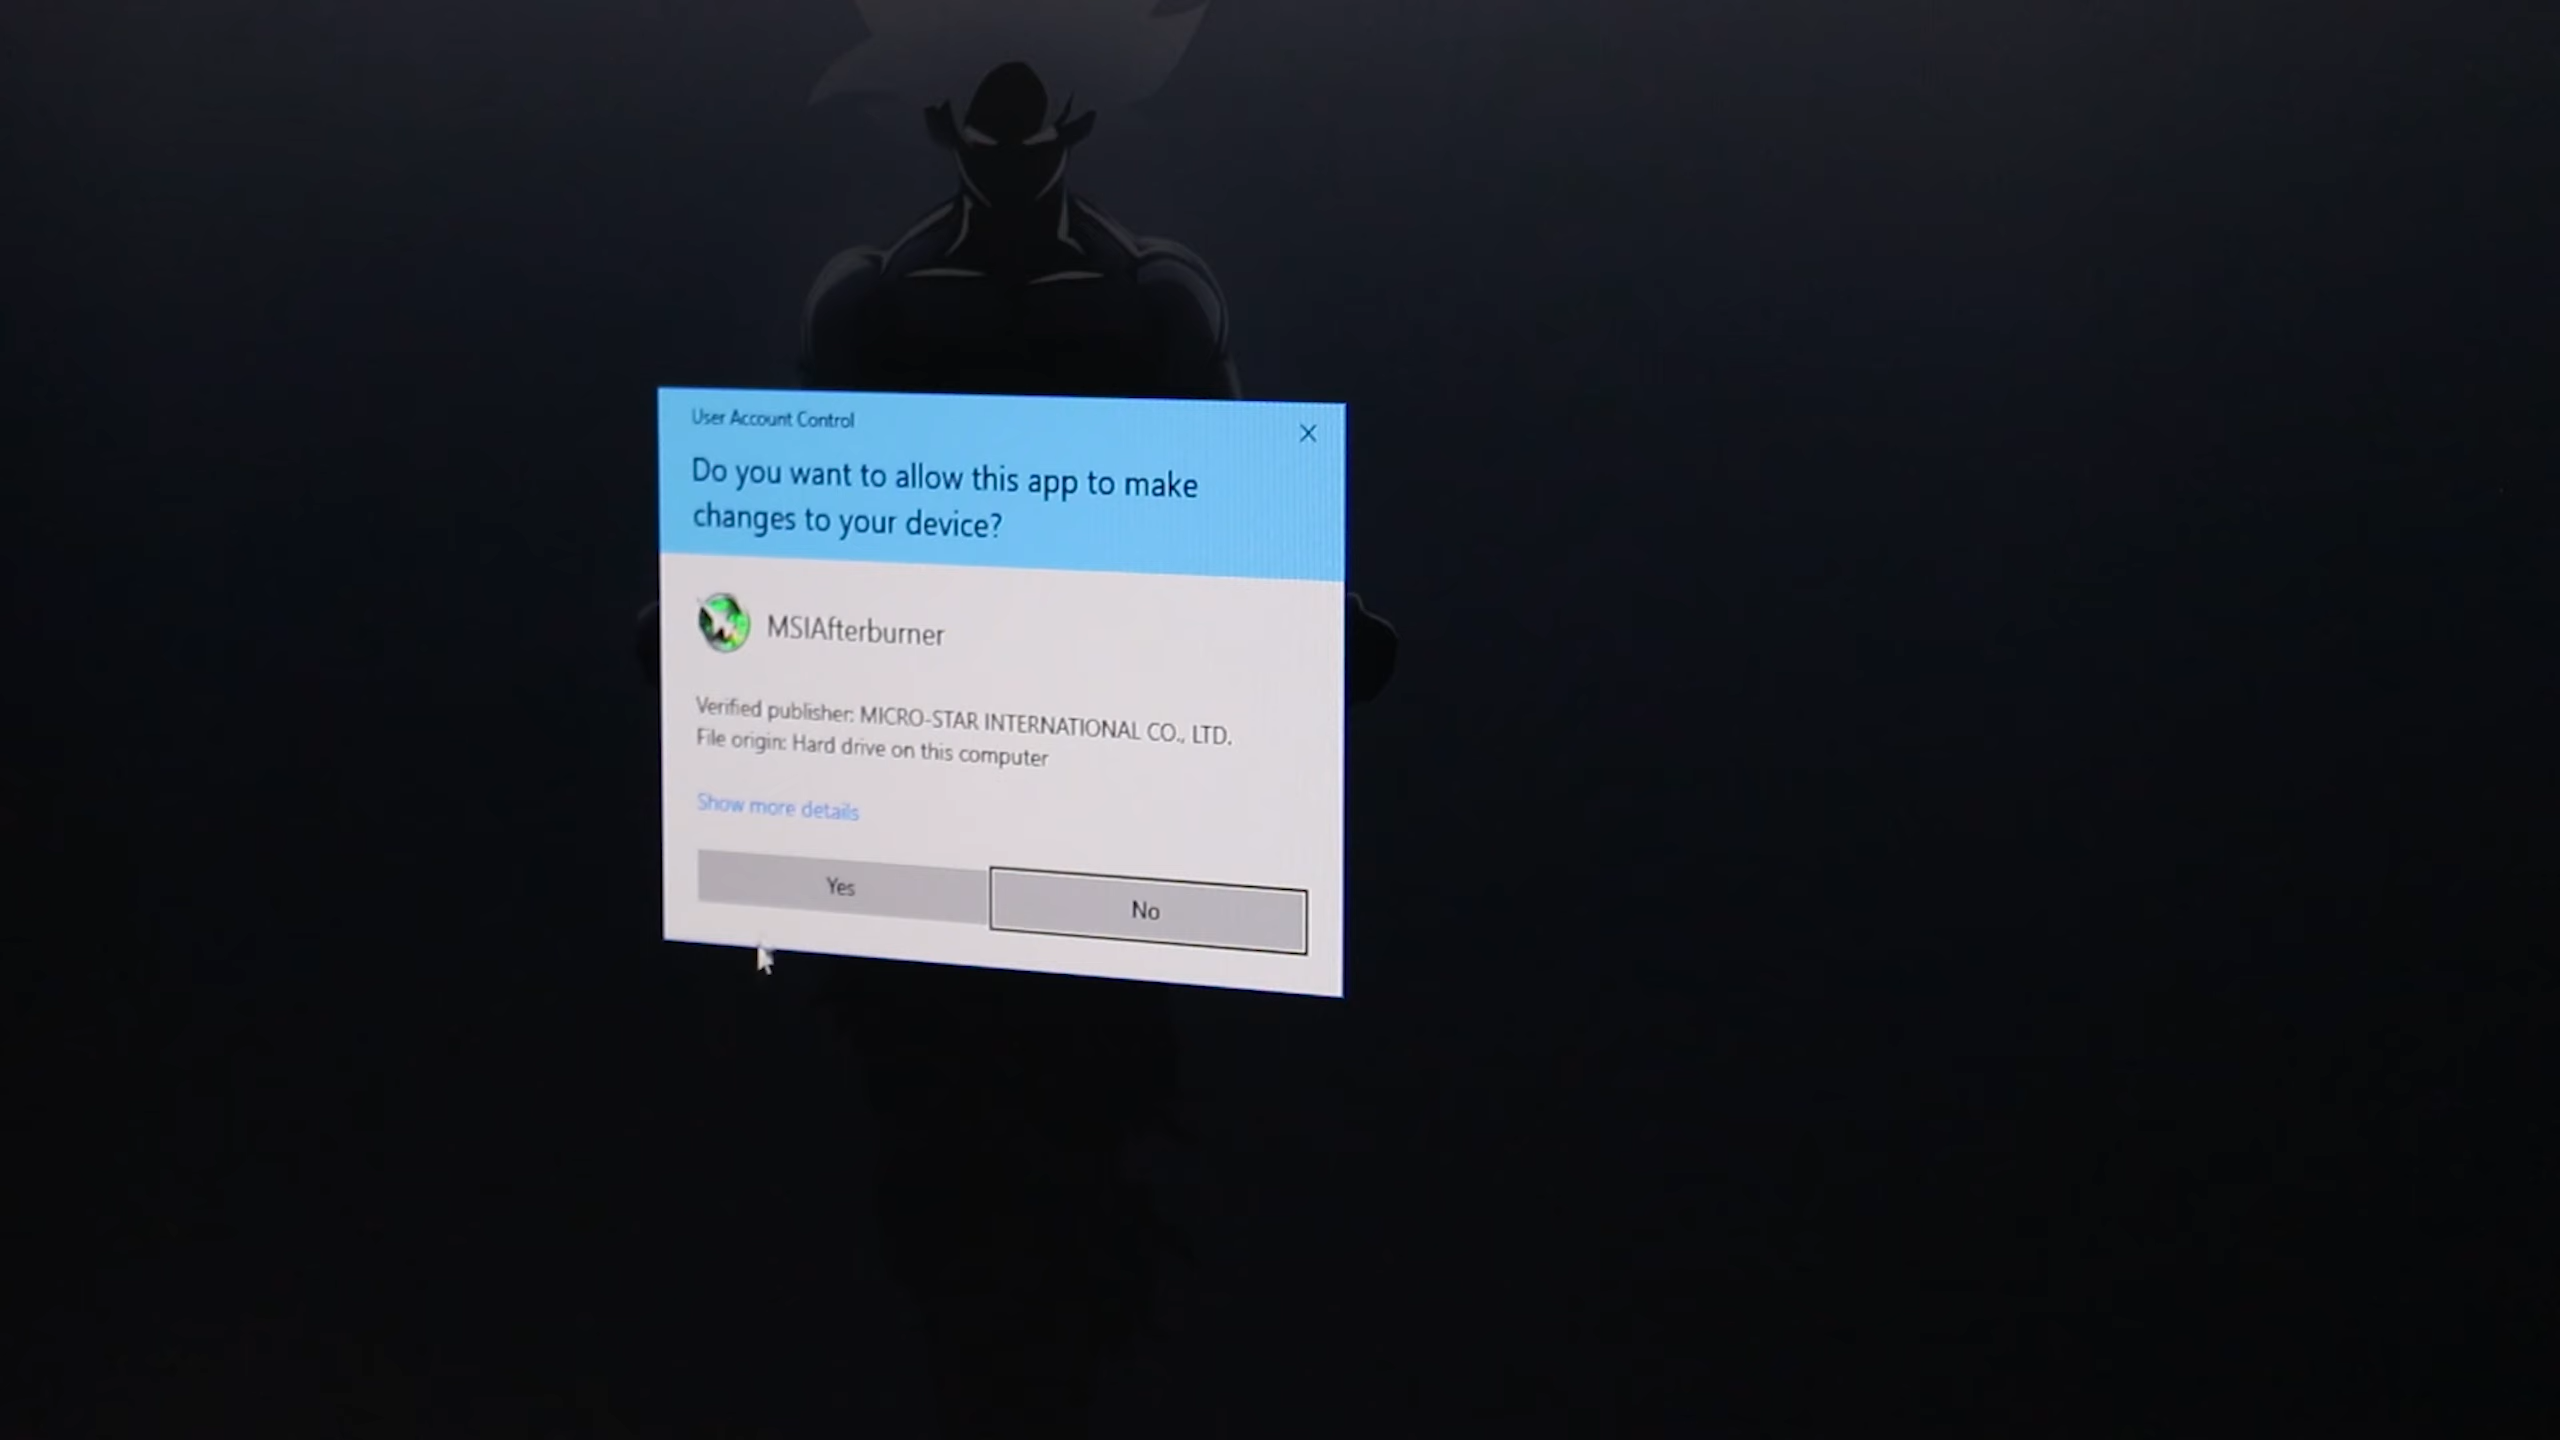 User Account Control
Do you want to allow this app to make
changes to your device?
MSIAfterburner
Verified publisher: MICRO-STAR INTERNATIONAL CO., LTD.
File origin: Hard drive on this computer
Show more details
Yes
No